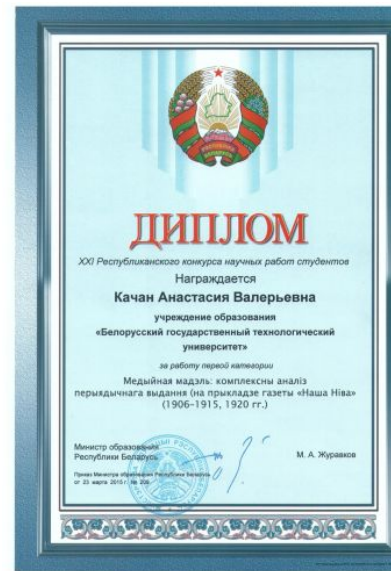 ДИПЛОМ
XXI Республиканского конкурса научных работ студентов
Награждается
Качан Анастасия Валерьевна
учреждение образования
«Белорусский государственный технологический
университет»
за работу первой категории
Медыйная мадэль: комплексны аналіз
перыядычнага выдання (на прыкладзе газеты «Наша Ніва»
(1906–1915, 1920 гг.)
Министр образования
Республики Беларусь
М. А. Журавков
Приказ Министра образования Республики Беларусь
от 23 марта 2015 г. №